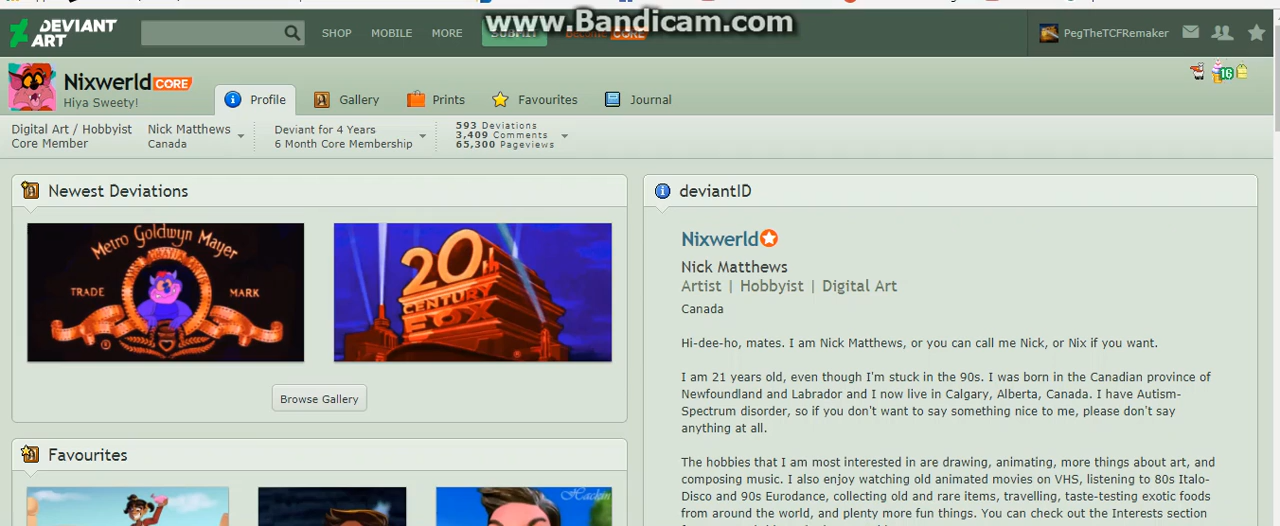 www.Bandicam.com
DEVIANT ART
SHOP
MOBILE
MORE
SUBMIT
CORE
PegTheTCFRemaker
Nixwerld CORE
16
Hiya Sweety!
Profile
Gallery
Prints
Favourites
Journal
Digital Art / Hobbyist
Core Member
Nick Matthews
Canada
Deviant for 4 Years
6 Month Core Membership
593 Deviations
3,409 Comments
65,300 Pageviews
Newest Deviations
Metro Goldwyn Mayer
TRADE MARK
20th
CENTURY
FOX
Browse Gallery
Favourites
Hackin
deviantID
Nixwerld
Nick Matthews
Artist | Hobbyist | Digital Art
Canada
Hi-dee-ho, mates. I am Nick Matthews, or you can call me Nick, or Nix if you want.
I am 21 years old, even though I'm stuck in the 90s. I was born in the Canadian province of
Newfoundland and Labrador and I now live in Calgary, Alberta, Canada. I have Autism-
Spectrum disorder, so if you don't want to say something nice to me, please don't say
anything at all.
The hobbies that I am most interested in are drawing, animating, more things about art, and
composing music. I also enjoy watching old animated movies on VHS, listening to 80s Italo-
Disco and 90s Eurodance, collecting old and rare items, travelling, taste-testing exotic foods
from around the world, and plenty more fun things. You can check out the Interests section